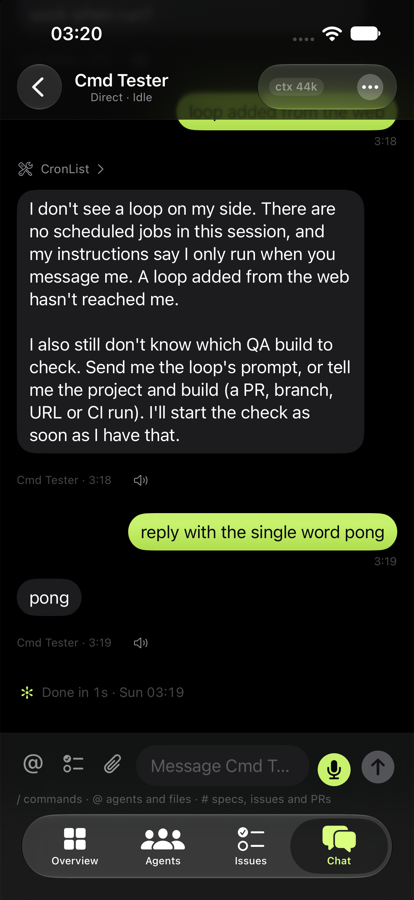 03:20
Cmd Tester
Direct · Idle
ctx 44k
loop added from the web
3:18
CronList
I don't see a loop on my side. There are
no scheduled jobs in this session, and
my instructions say I only run when you
message me. A loop added from the web
hasn't reached me.
I also still don't know which QA build to
check. Send me the loop's prompt, or tell
me the project and build (a PR, branch,
URL or CI run). I'll start the check as
soon as I have that.
Cmd Tester · 3:18
reply with the single word pong
3:19
pong
Cmd Tester · 3:19
Done in 1s · Sun 03:19
@
Message Cmd T...
/ commands · @ agents and files · # specs, issues and PRs
Overview
Agents
Issues
Chat